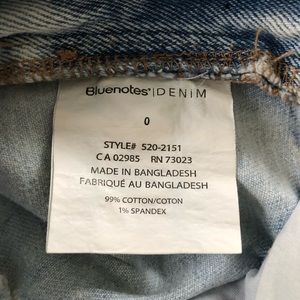 Bluenotes' | DENIM
0
STYLE# 520-2151
CA 02985 RN 73023
MADE IN BANGLADESH
FABRIQUÉ AU BANGLADESH
99% COTTON/COTON
1% SPANDEX